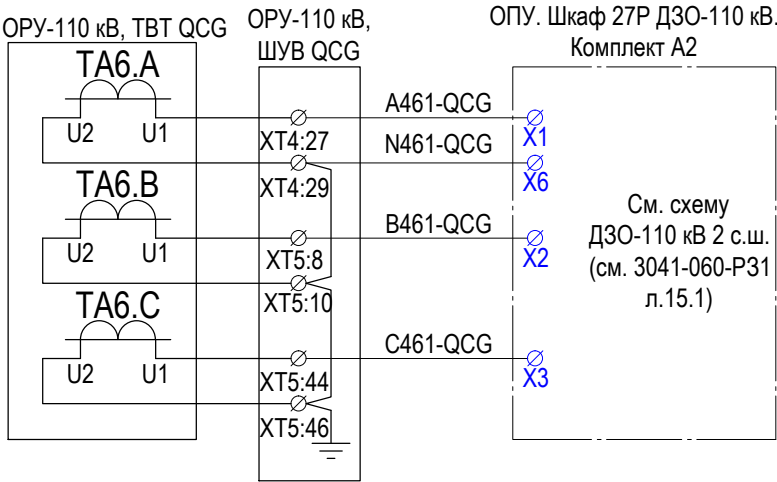 ОРУ-110 кВ, ТВТ QCG
ОРУ-110 кВ,
ШУВ QCG
ОПУ. Шкаф 27Р ДЗО-110 кВ.
Комплект А2
TA6.A
U2 U1
XT4:27
A461-QCG
X1
XT4:29
N461-QCG
X6
TA6.B
U2 U1
XT5:8
B461-QCG
X2
XT5:10
TA6.C
U2 U1
XT5:44
C461-QCG
X3
XT5:46
См. схему
ДЗО-110 кВ 2 с.ш.
(см. 3041-060-РЗ1
л.15.1)